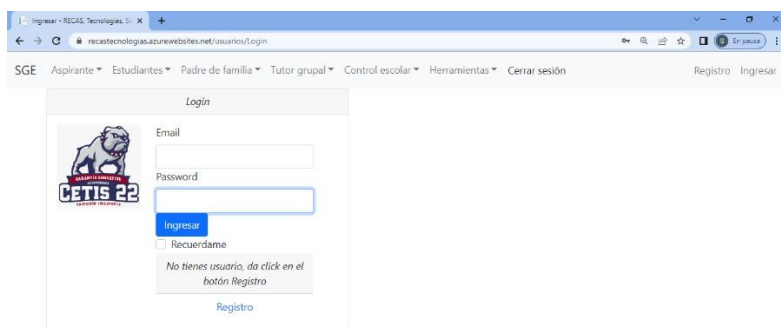 Ingresar - RECAS, Tecnologías, S
recastecnologias.azurewebsites.net/usuarios/Login
S En pausa
SGE Aspirante Estudiantes Padre de familia Tutor grupal Control escolar Herramientas Cerrar sesión Registro Ingresar
Login
Email
CETIS 22
Password
Ingresar
Recuerdame
No tienes usuario, da click en el
botón Registro
Registro